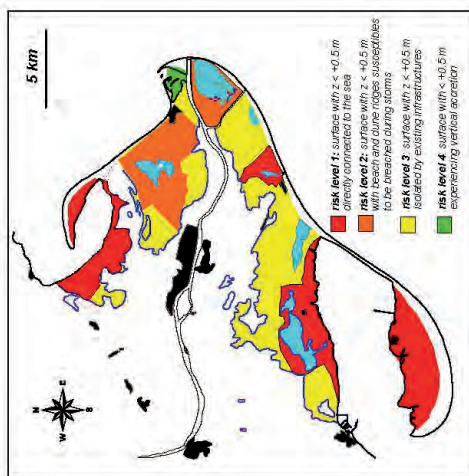 5 km
N
E
S
W
risk level 1: surface with z < +0.5 m
directly connected to the sea
risk level 2: surface with z < +0.5 m
with beach and dune ridges susceptibles
to be breached during storms
risk level 3: surface with z < +0.5 m
isolated by existing infrastructures
risk level 4: surface with < +0.5 m
experiencing vertical accretion